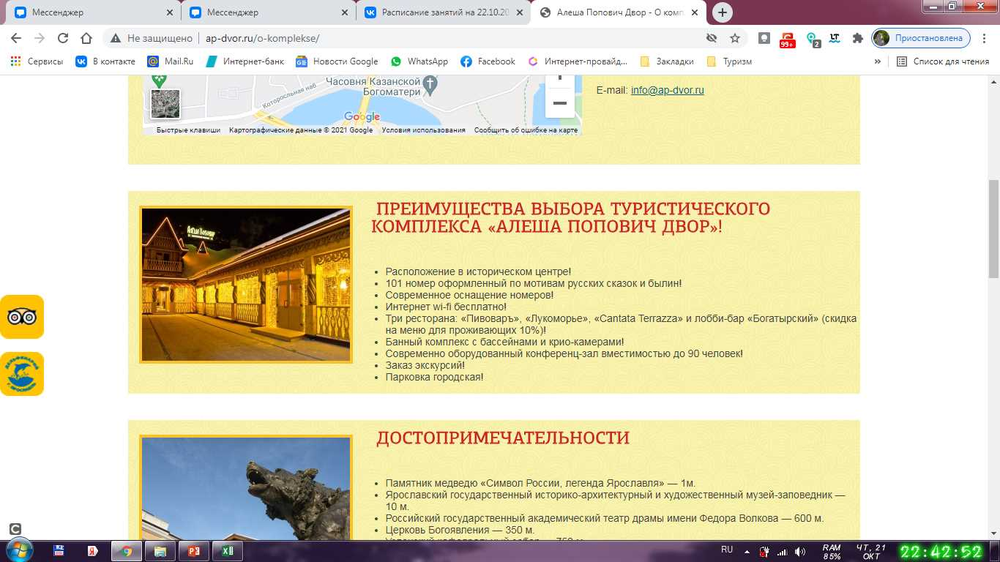 Мессенджер
Мессенджер
Расписание занятий на 22.10.20
Алеша Попович Двор - О комп
Не защищено
ap-dvor.ru/o-komplekse/
99+
2
LT
Приостановлена
Сервисы
В контакте
Mail.Ru
Интернет-банк
Новости Google
WhatsApp
Facebook
Интернет-провайд...
Закладки
Туризм
»
Список для чтения
Часовня Казанской
Богоматери
Которосльная наб
Google
Быстрые клавиши
Картографические данные © 2021 Google
Условия использования
Сообщить об ошибке на карте
E-mail: info@ap-dvor.ru
ПРЕИМУЩЕСТВА ВЫБОРА ТУРИСТИЧЕСКОГО
КОМПЛЕКСА «АЛЕША ПОПОВИЧ ДВОР»!
Алеша Попович
Расположение в историческом центре!
101 номер оформленный по мотивам русских сказок и былин!
Современное оснащение номеров!
Интернет wi-fi бесплатно!
Три ресторана: «Пивоваръ», «Лукоморье», «Cantata Terrazza» и лобби-бар «Богатырский» (скидка
на меню для проживающих 10%)!
Банный комплекс с бассейнами и крио-камерами!
Современно оборудованный конференц-зал вместимостью до 90 человек!
Заказ экскурсий!
Парковка городская!
ДЕЛЬФИНАРИЙ
Г. ЯРОСЛАВЛЬ
ДОСТОПРИМЕЧАТЕЛЬНОСТИ
Памятник медведю «Символ России, легенда Ярославля» — 1м.
Ярославский государственный историко-архитектурный и художественный музей-заповедник —
10 м.
Российский государственный академический театр драмы имени Федора Волкова — 600 м.
Церковь Богоявления — 350 м.
Успенский кафедральный собор — 750 м.
RU
RAM
85%
ЧТ, 21
ОКТ
22:42:52